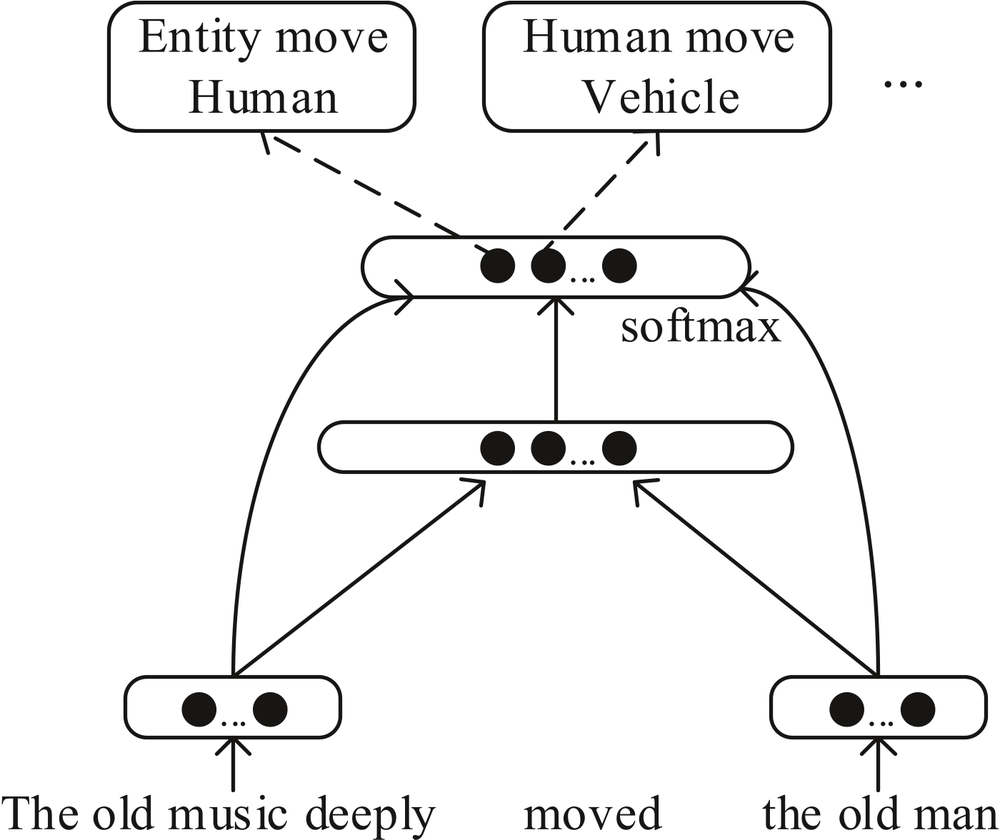 Entity move
Human
Human move
Vehicle
...
...
softmax
...
...
...
The old music deeply moved the old man